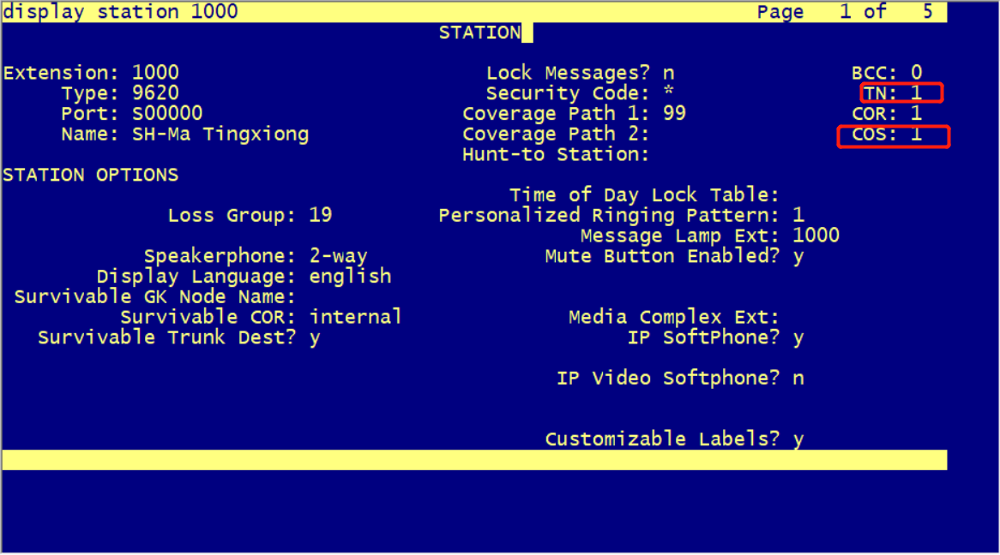 display station 1000 Page 1 of 5
STATION
Extension: 1000 Lock Messages? n BCC: 0
Type: 9620 Security Code: * TN: 1
Port: S00000 Coverage Path 1: 99 COR: 1
Name: SH-Ma Tingxiong Coverage Path 2: COS: 1
Hunt-to Station:
STATION OPTIONS
Time of Day Lock Table:
Loss Group: 19 Personalized Ringing Pattern: 1
Message Lamp Ext: 1000
Speakerphone: 2-way Mute Button Enabled? y
Display Language: english
Survivable GK Node Name:
Survivable COR: internal Media Complex Ext:
Survivable Trunk Dest? y IP SoftPhone? y
IP Video Softphone? n
Customizable Labels? y